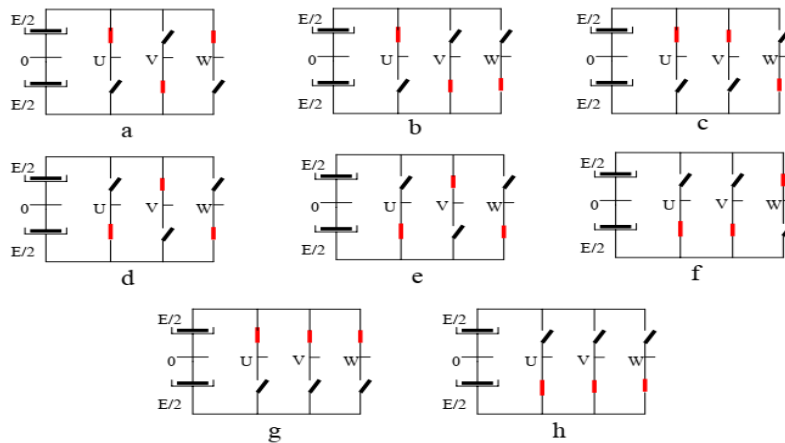 E/2 E/2 E/2
0 U V W 0 U V W 0 U V W
E/2 E/2 E/2
a b c
E/2 E/2 E/2
0 U V W 0 U V W 0 U V W
E/2 E/2 E/2
d e f
E/2 E/2
0 U V W 0 U V W
E/2 E/2
g h